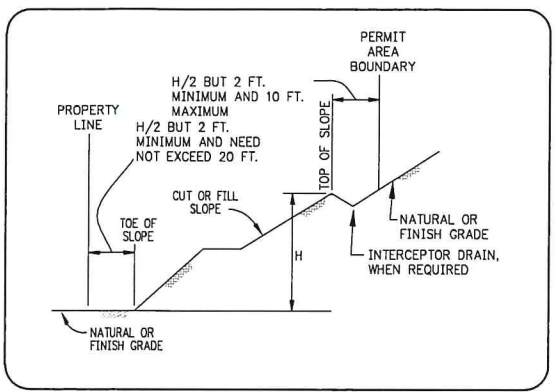 PERMIT
AREA
BOUNDARY
H/2 BUT 2 FT.
MINIMUM AND 10 FT.
MAXIMUM
PROPERTY
LINE
H/2 BUT 2 FT.
MINIMUM AND NEED
NOT EXCEED 20 FT.
TOP OF SLOPE
CUT OR FILL
SLOPE
TOE OF
SLOPE
H
NATURAL OR
FINISH GRADE
INTERCEPTOR DRAIN,
WHEN REQUIRED
NATURAL OR
FINISH GRADE